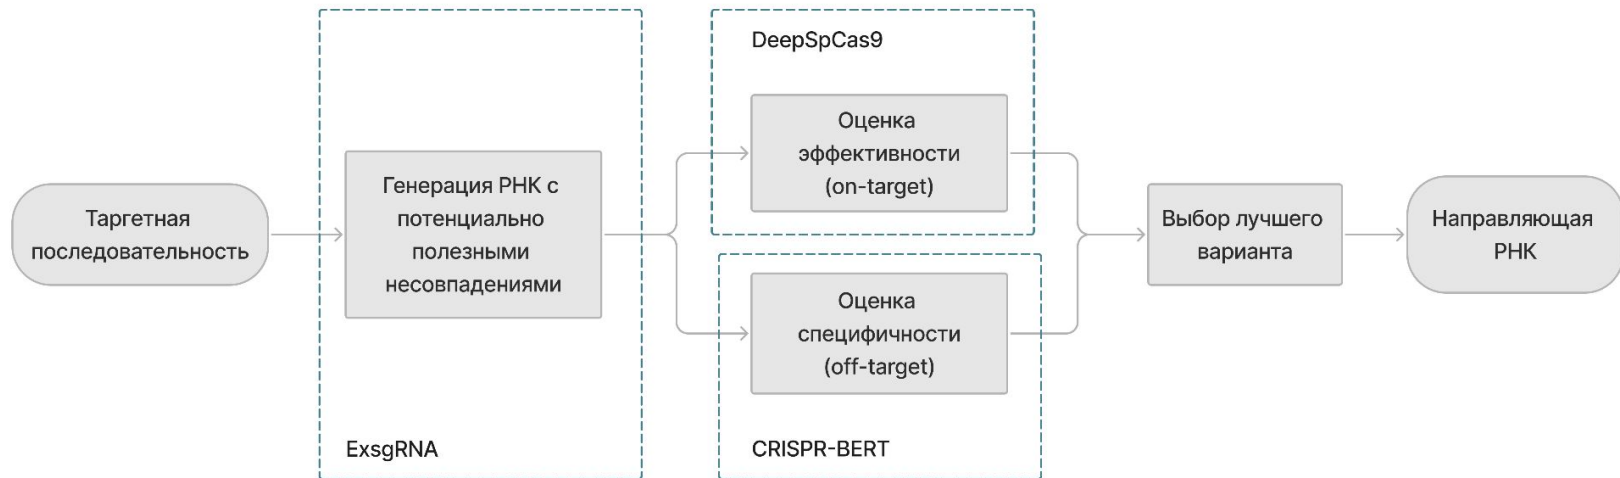 Таргетная
последовательность
Генерация РНК с
потенциально
полезными
несовпадениями
ExsgRNA
DeepSpCas9
Оценка
эффективности
(on-target)
Оценка
специфичности
(off-target)
CRISPR-BERT
Выбор лучшего
варианта
Направляющая
РНК